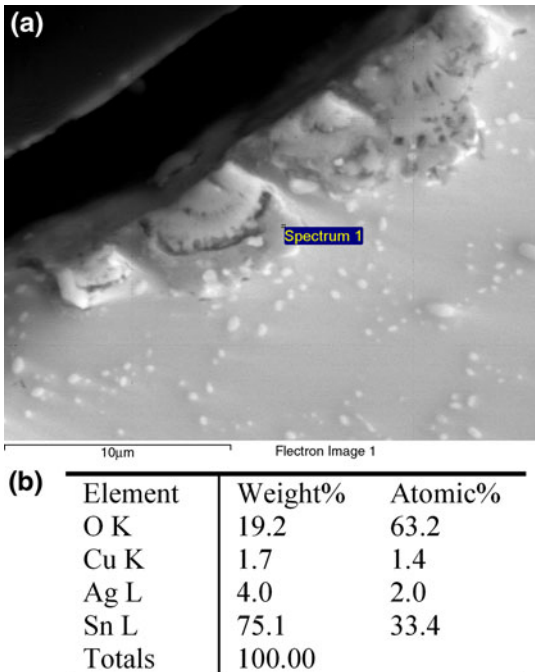 (a)
Spectrum 1
10μm Flectron Image 1
(b)
Element Weight% Atomic%
O K 19.2 63.2
Cu K 1.7 1.4
Ag L 4.0 2.0
Sn L 75.1 33.4
Totals 100.00